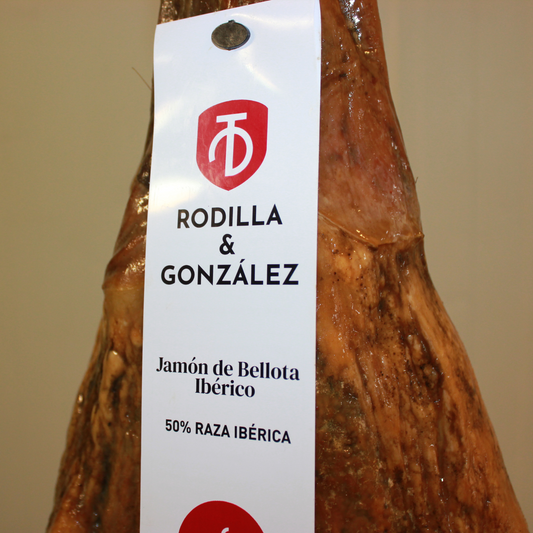 RODILLA
&
GONZÁLEZ
Jamón de Bellota
Ibérico
50% RAZA IBÉRICA